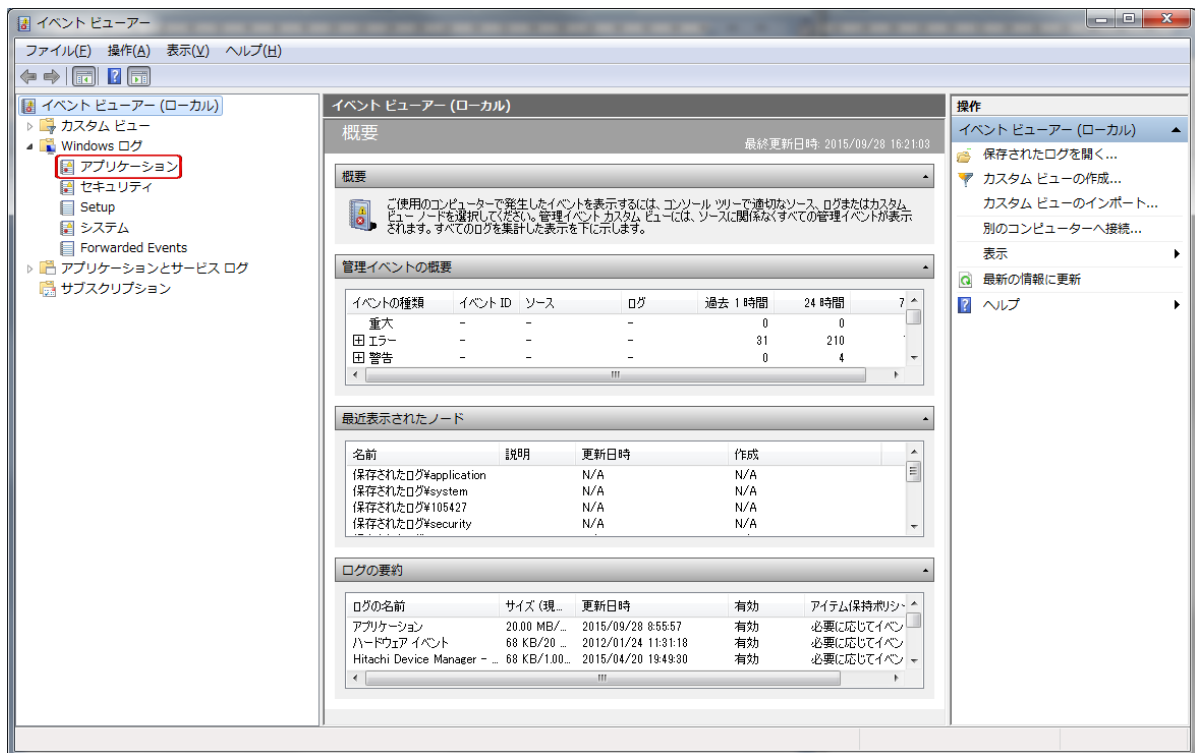 イベント ビューアー
ファイル(F) 操作(A) 表示(V) ヘルプ(H)
イベント ビューアー (ローカル)
カスタム ビュー
Windows ログ
アプリケーション
セキュリティ
Setup
システム
Forwarded Events
アプリケーションとサービス ログ
サブスクリプション
イベント ビューアー (ローカル)
概要
最終更新日時: 2015/09/28 16:21:03
概要
ご使用のコンピューターで発生したイベントを表示するには、コンソール ツリーで適切なソース、ログまたはカスタム
ビュー ノードを選択してください。管理イベント カスタム ビューには、ソースに関係なくすべての管理イベントが表示
されます。すべてのログを集計した表示を下に示します。
管理イベントの概要
イベントの種類 イベント ID ソース ログ 過去 1 時間 24 時間 7
重大 - - - 0 0
エラー - - - 31 210
警告 - - - 0 4
最近表示されたノード
名前 説明 更新日時 作成
保存されたログ¥application N/A N/A
保存されたログ¥system N/A N/A
保存されたログ¥105427 N/A N/A
保存されたログ¥security N/A N/A
ログの要約
ログの名前 サイズ (現... 更新日時 有効 アイテム保持ポリシ
アプリケーション 20.00 MB/... 2015/09/28 8:55:57 有効 必要に応じてイベン
ハードウェア イベント 68 KB/20 ... 2012/01/24 11:31:18 有効 必要に応じてイベン
Hitachi Device Manager - ... 68 KB/1.00... 2015/04/20 19:49:30 有効 必要に応じてイベン
操作
イベント ビューアー (ローカル)
保存されたログを開く...
カスタム ビューの作成...
カスタム ビューのインポート...
別のコンピューターへ接続...
表示
最新の情報に更新
ヘルプ